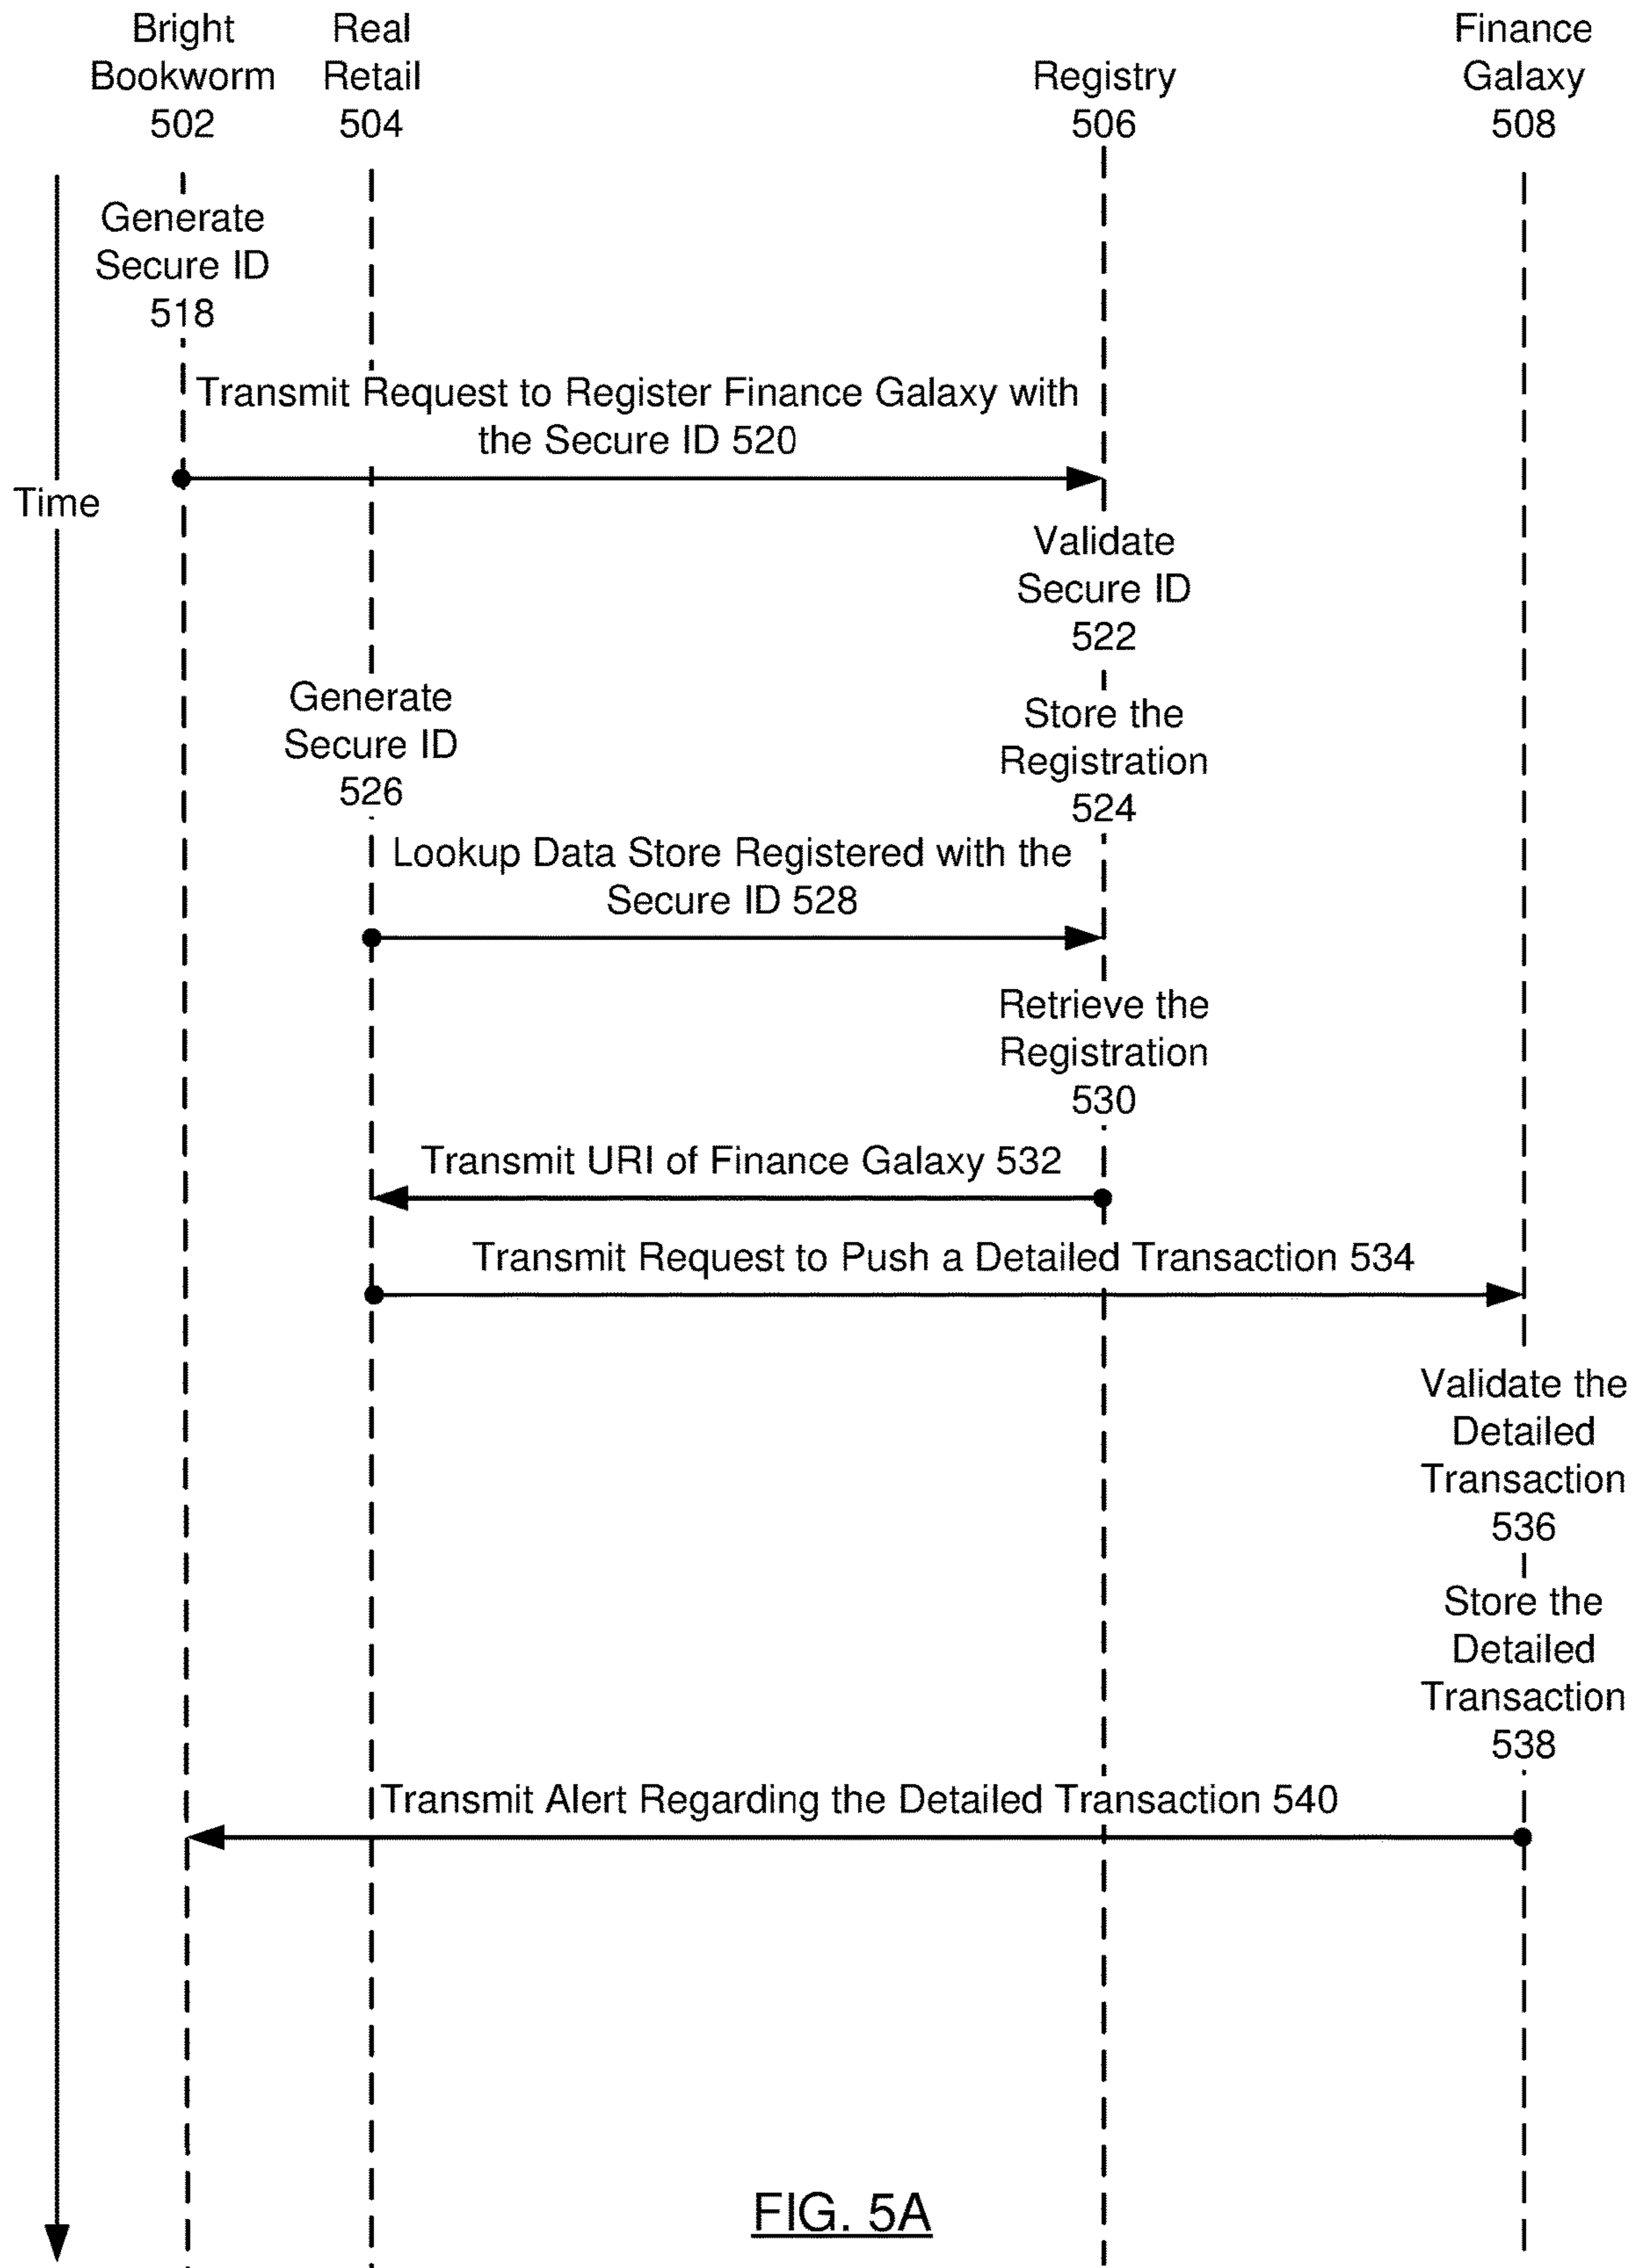 Bright
Bookworm
502
Real
Retail
504
Registry
506
Finance
Galaxy
508
Generate
Secure ID
518
Transmit Request to Register Finance Galaxy with
the Secure ID 520
Time
Validate
Secure ID
522
Generate
Secure ID
526
Store the
Registration
524
Lookup Data Store Registered with the
Secure ID 528
Retrieve the
Registration
530
Transmit URI of Finance Galaxy 532
Transmit Request to Push a Detailed Transaction 534
Validate the
Detailed
Transaction
536
Store the
Detailed
Transaction
538
Transmit Alert Regarding the Detailed Transaction 540
FIG. 5A